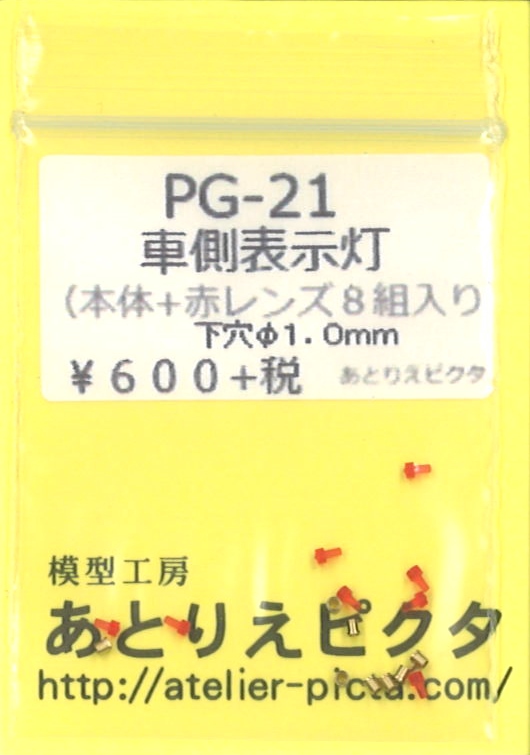 PG-21
車側表示灯
(本体+赤レンズ8組入り
下穴φ1.0mm
¥600+税 あとりえピクタ
模型工房
あとりえピクタ
http://atelier-picta.com/